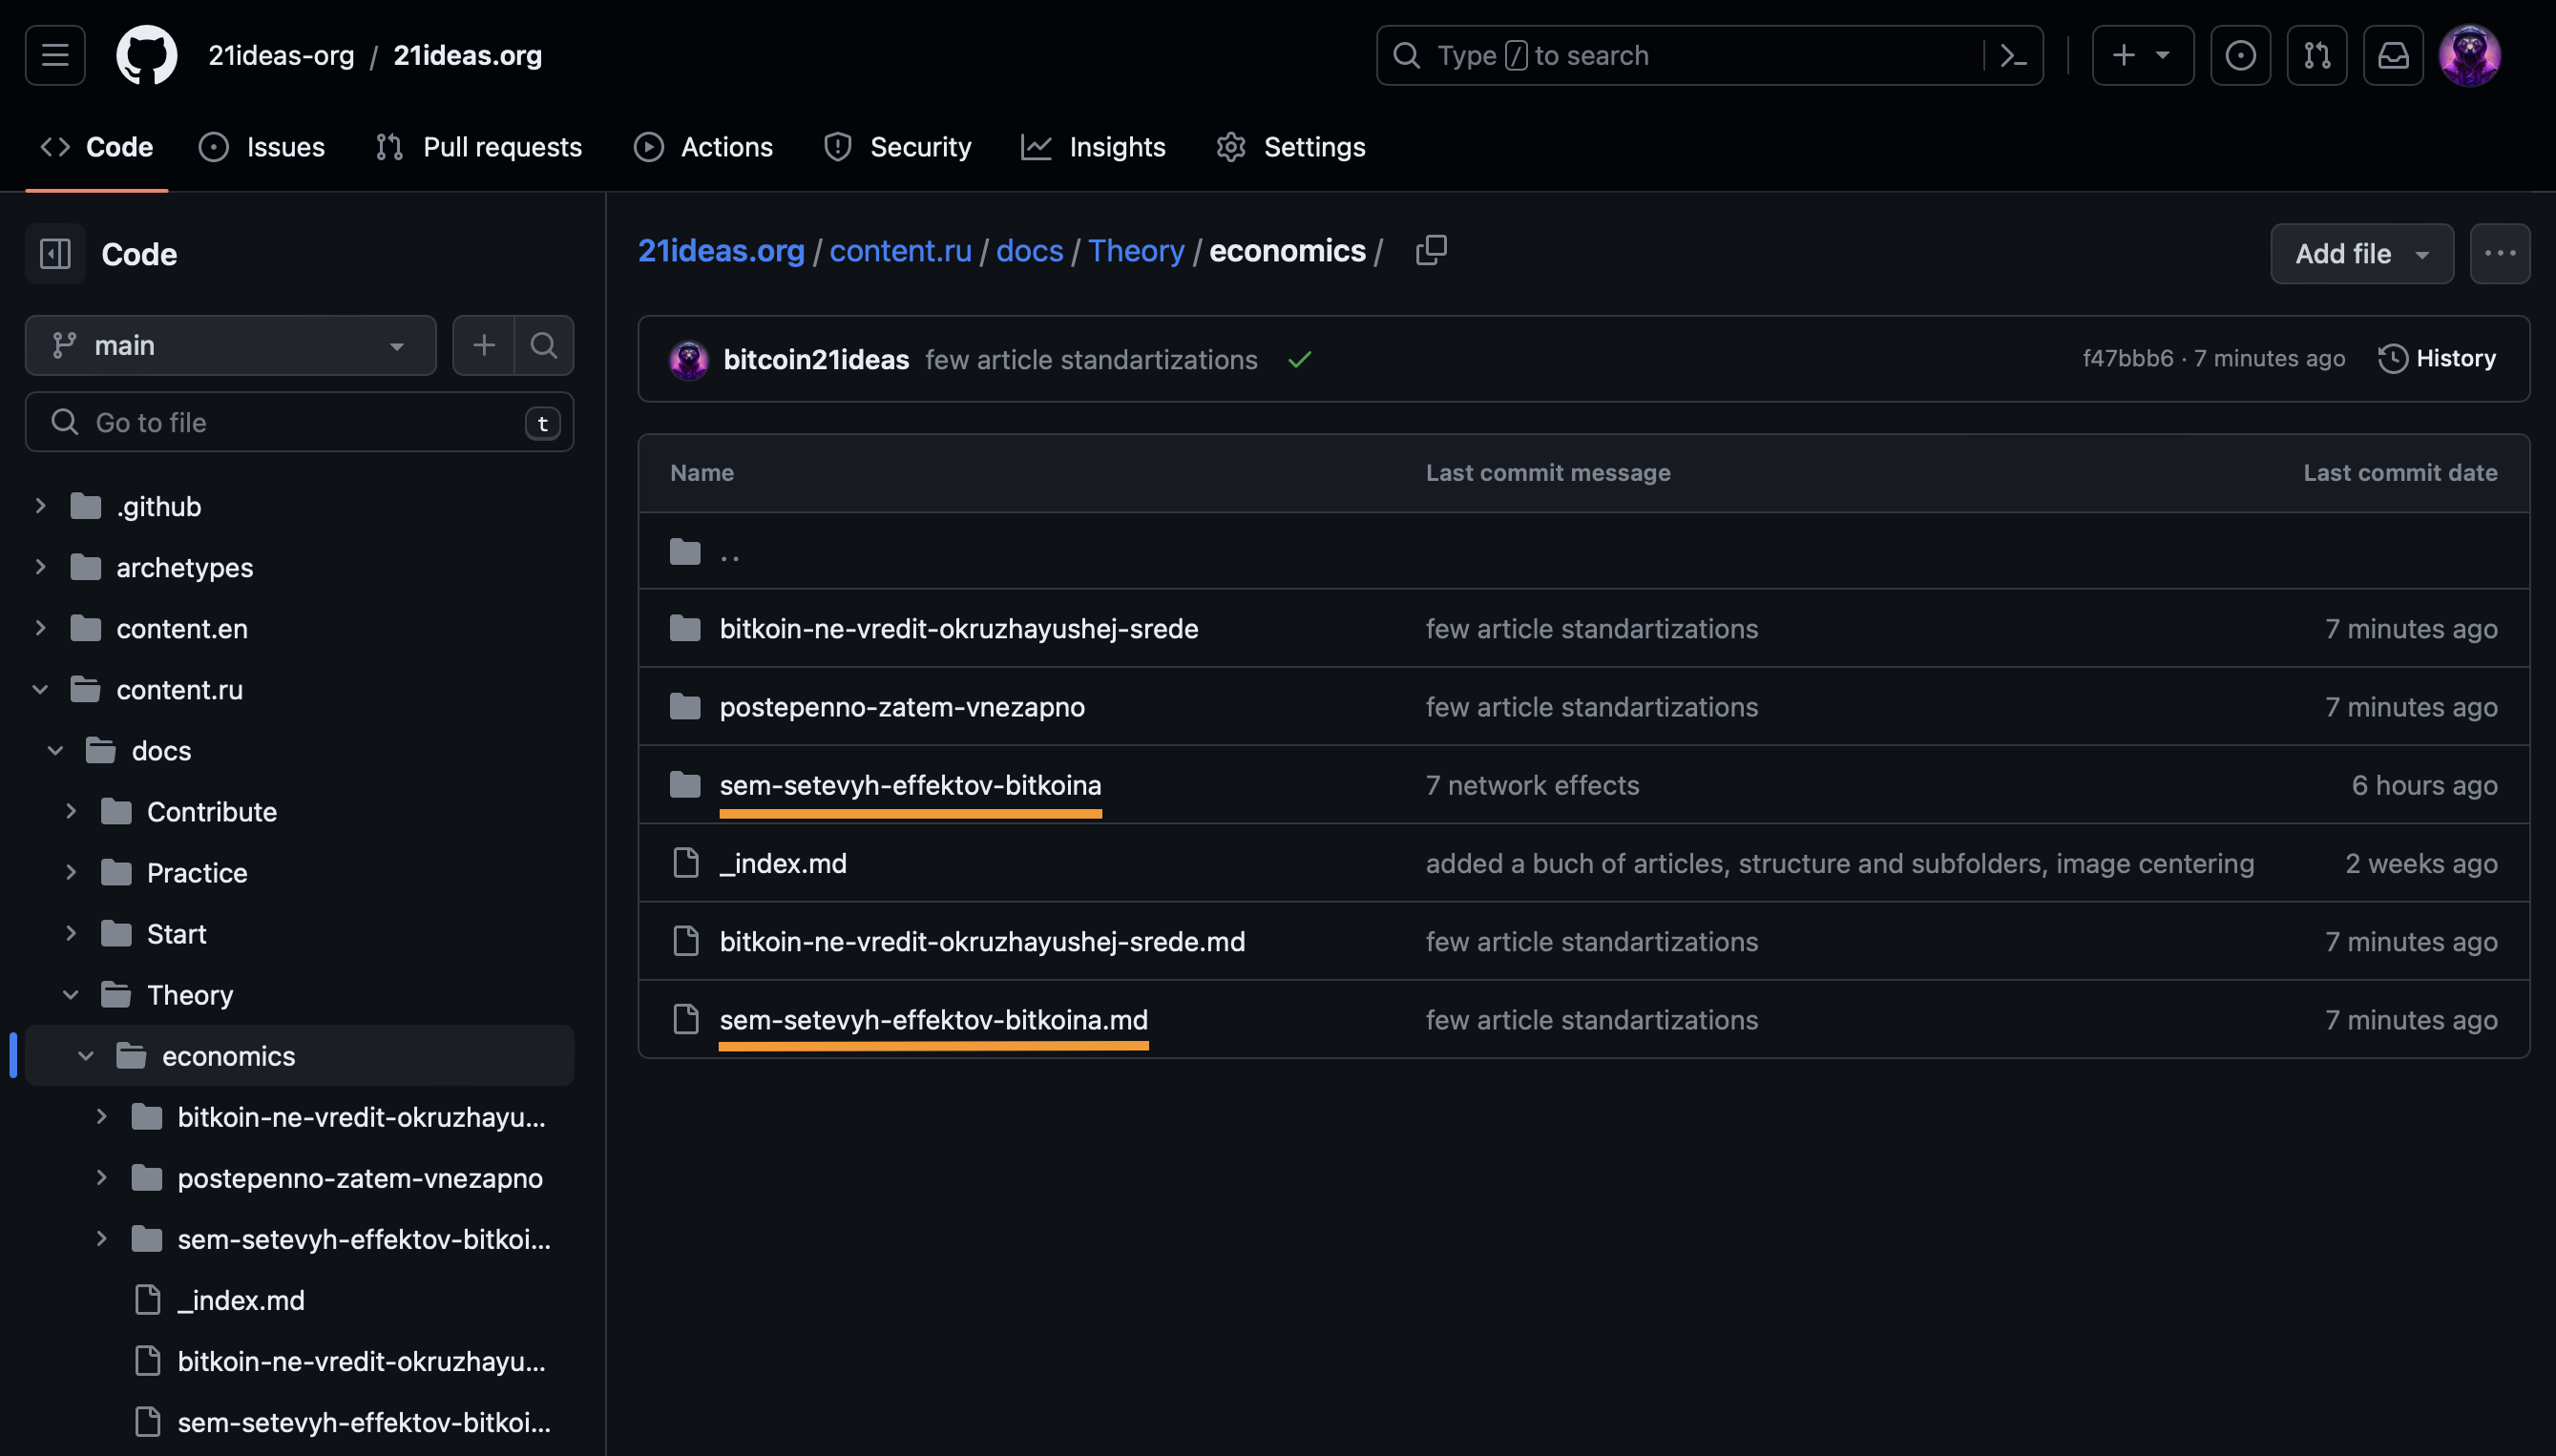 21ideas-org / 21ideas.org
Type / to search
Code Issues Pull requests Actions Security Insights Settings
Code
main
Go to file t
.github
archetypes
content.en
content.ru
docs
Contribute
Practice
Start
Theory
economics
bitkoin-ne-vredit-okruzhayu...
postepenno-zatem-vnezapno
sem-setevyh-effektov-bitkoi...
_index.md
bitkoin-ne-vredit-okruzhayu...
sem-setevyh-effektov-bitkoi...
21ideas.org / content.ru / docs / Theory / economics /
Add file
bitcoin21ideas few article standartizations f47bbb6 · 7 minutes ago History
Name Last commit message Last commit date
..
bitkoin-ne-vredit-okruzhayushej-srede few article standartizations 7 minutes ago
postepenno-zatem-vnezapno few article standartizations 7 minutes ago
sem-setevyh-effektov-bitkoina 7 network effects 6 hours ago
_index.md added a buch of articles, structure and subfolders, image centering 2 weeks ago
bitkoin-ne-vredit-okruzhayushej-srede.md few article standartizations 7 minutes ago
sem-setevyh-effektov-bitkoina.md few article standartizations 7 minutes ago